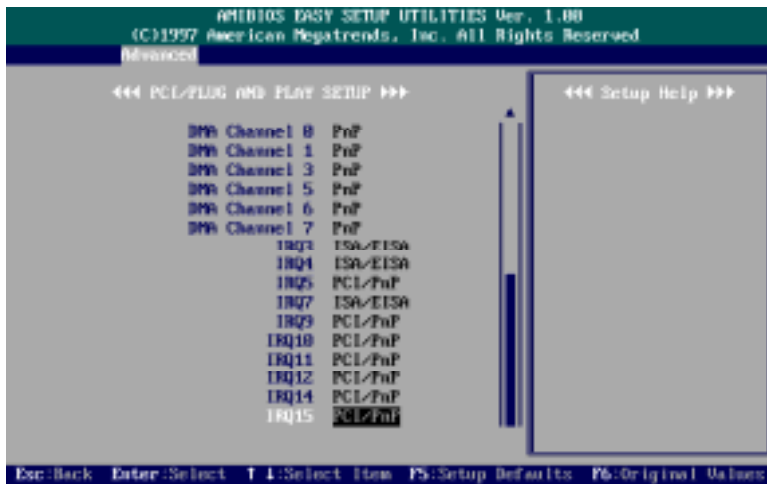 AMIBIOS EASY SETUP UTILITIES Ver. 1.00
(C)1997 American Megatrends, Inc. All Rights Reserved
Advanced
◄◄◄ PCI/PLUG AND PLAY SETUP ►►►
◄◄◄ Setup Help ►►►
DMA Channel 0 PnP
DMA Channel 1 PnP
DMA Channel 3 PnP
DMA Channel 5 PnP
DMA Channel 6 PnP
DMA Channel 7 PnP
IRQ3 ISA/EISA
IRQ4 ISA/EISA
IRQ5 PCI/PnP
IRQ7 ISA/EISA
IRQ9 PCI/PnP
IRQ10 PCI/PnP
IRQ11 PCI/PnP
IRQ12 PCI/PnP
IRQ14 PCI/PnP
IRQ15 PCI/PnP
Esc:Back Enter:Select ↑ ↓:Select Item F5:Setup Defaults F6:Original Values